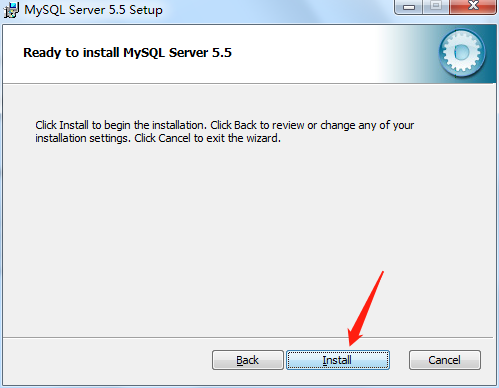 MySQL Server 5.5 Setup
Ready to install MySQL Server 5.5
Click Install to begin the installation. Click Back to review or change any of your
installation settings. Click Cancel to exit the wizard.
Back
Install
Cancel